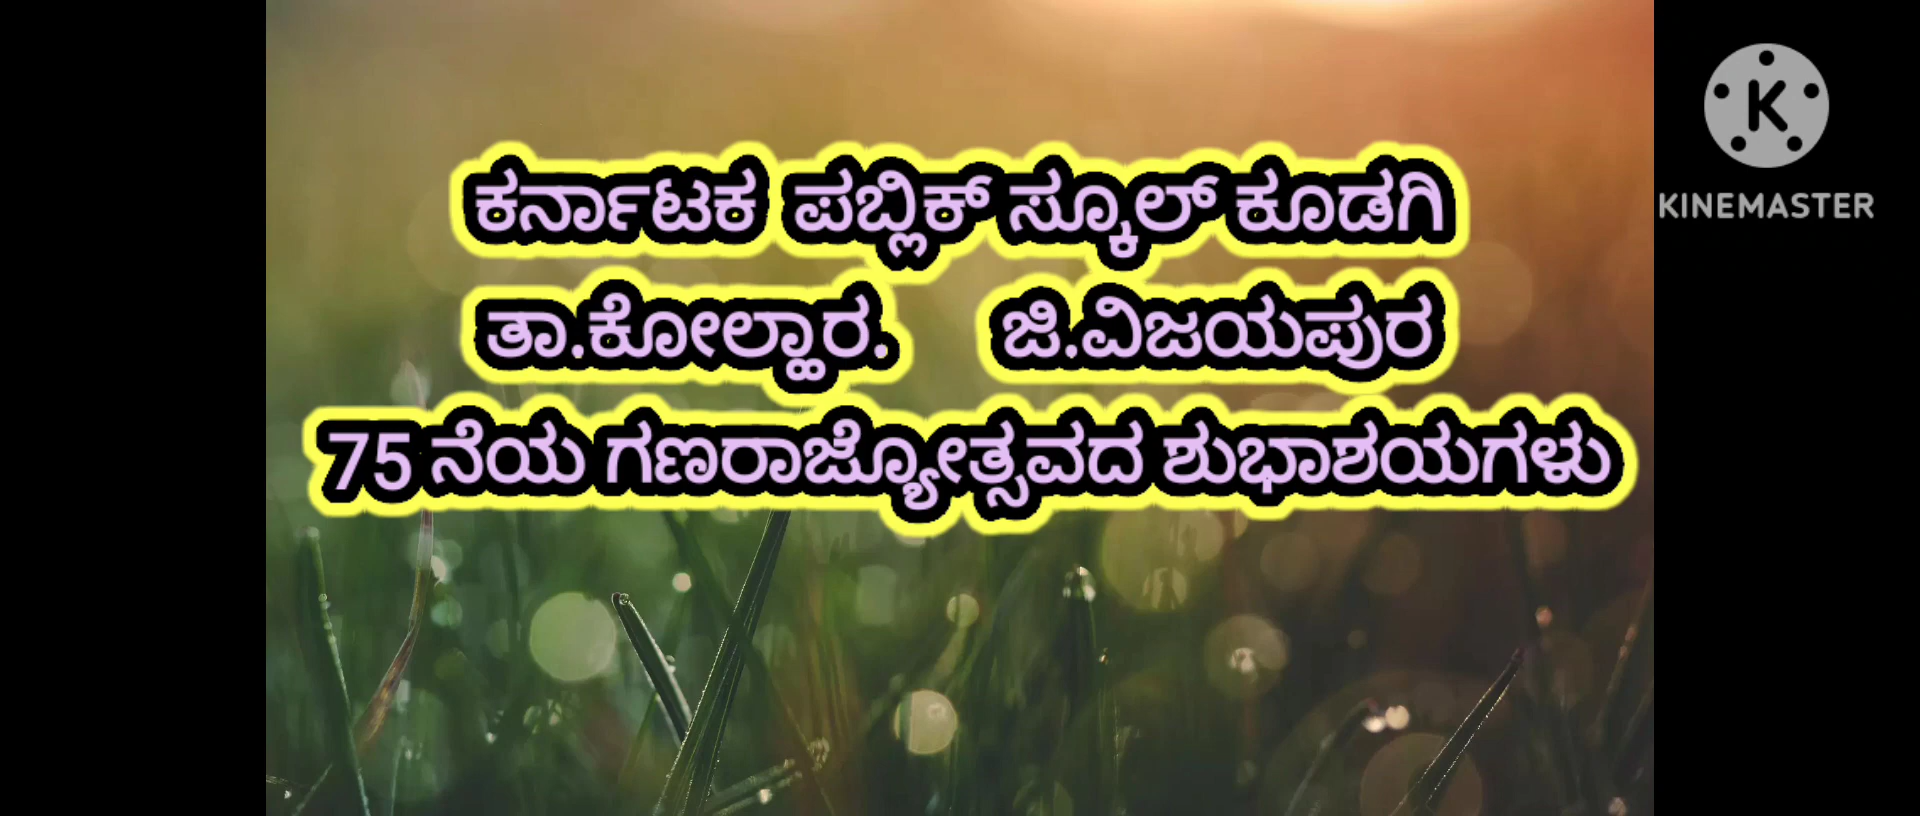 ಕರ್ನಾಟಕ ಪಬ್ಲಿಕ್ ಸ್ಕೂಲ್ ಕೂಡಗಿ
ತಾ.ಕೋಲ್ಹಾರ. ಜಿ.ವಿಜಯಪುರ
75 ನೆಯ ಗಣರಾಜ್ಯೋತ್ಸವದ ಶುಭಾಶಯಗಳು
K
KINEMASTER